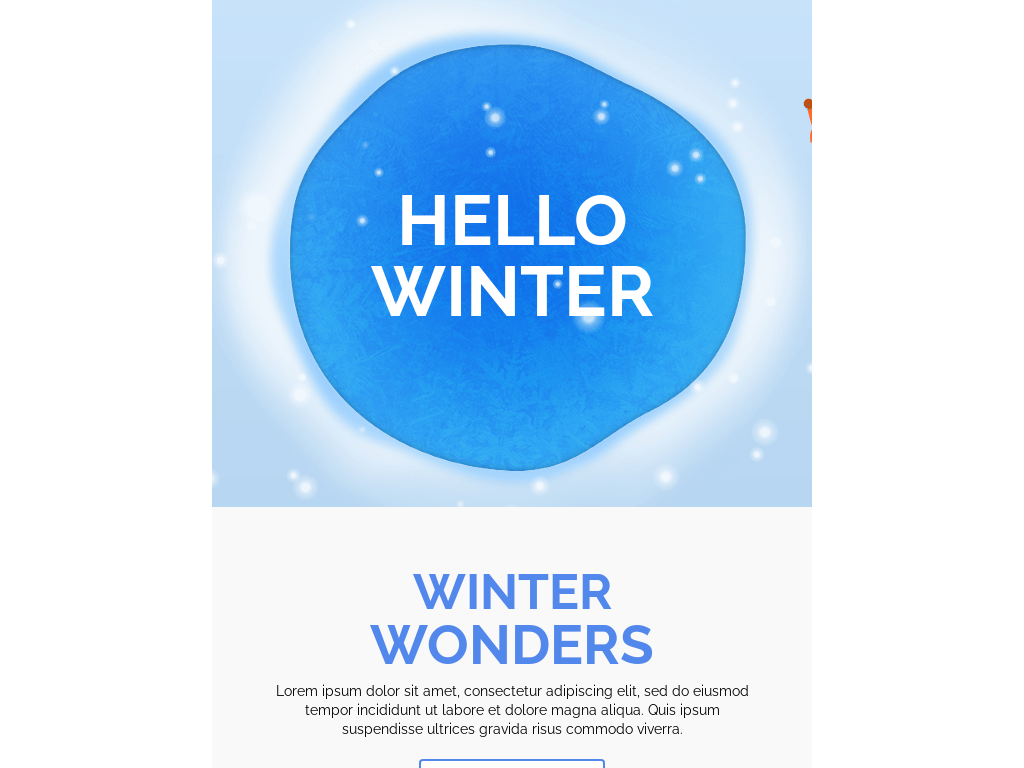 HELLO
WINTER
WINTER
WONDERS
Lorem ipsum dolor sit amet, consectetur adipiscing elit, sed do eiusmod
tempor incididunt ut labore et dolore magna aliqua. Quis ipsum
suspendisse ultrices gravida risus commodo viverra.